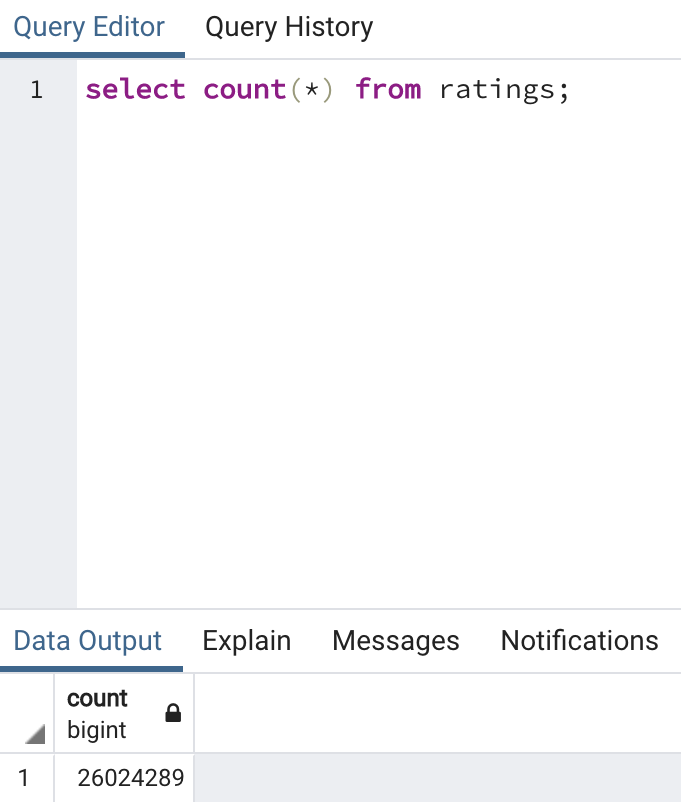 Query Editor Query History
1 select count(*) from ratings;
Data Output Explain Messages Notifications
count
bigint
1 26024289